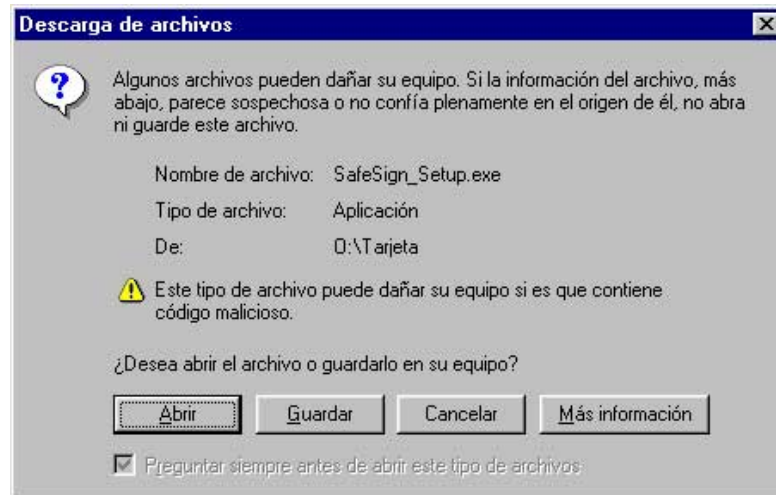 Descarga de archivos
Algunos archivos pueden dañar su equipo. Si la información del archivo, más
abajo, parece sospechosa o no confía plenamente en el origen de él, no abra
ni guarde este archivo.
Nombre de archivo: SafeSign_Setup.exe
Tipo de archivo: Aplicación
De: O:\Tarjeta
Este tipo de archivo puede dañar su equipo si es que contiene
código malicioso.
¿Desea abrir el archivo o guardarlo en su equipo?
Abrir Guardar Cancelar Más información
Preguntar siempre antes de abrir este tipo de archivos